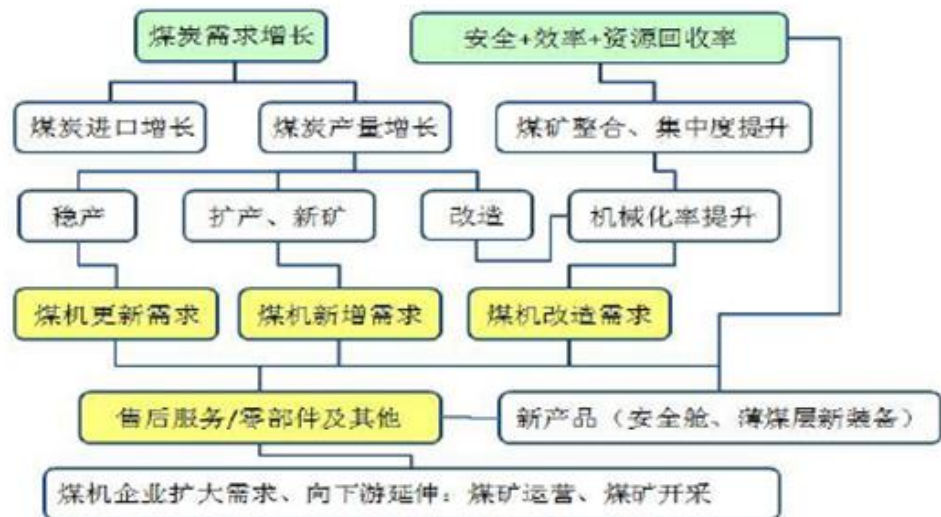 煤炭需求增长
安全+效率+资源回收率
煤炭进口增长
煤炭产量增长
煤矿整合、集中度提升
稳产
扩产、新矿
改造
机械化率提升
煤机更新需求
煤机新增需求
煤机改造需求
售后服务/零部件及其他
新产品（安全舱、薄煤层新装备）
煤机企业扩大需求、向下游延伸：煤矿运营、煤矿开采